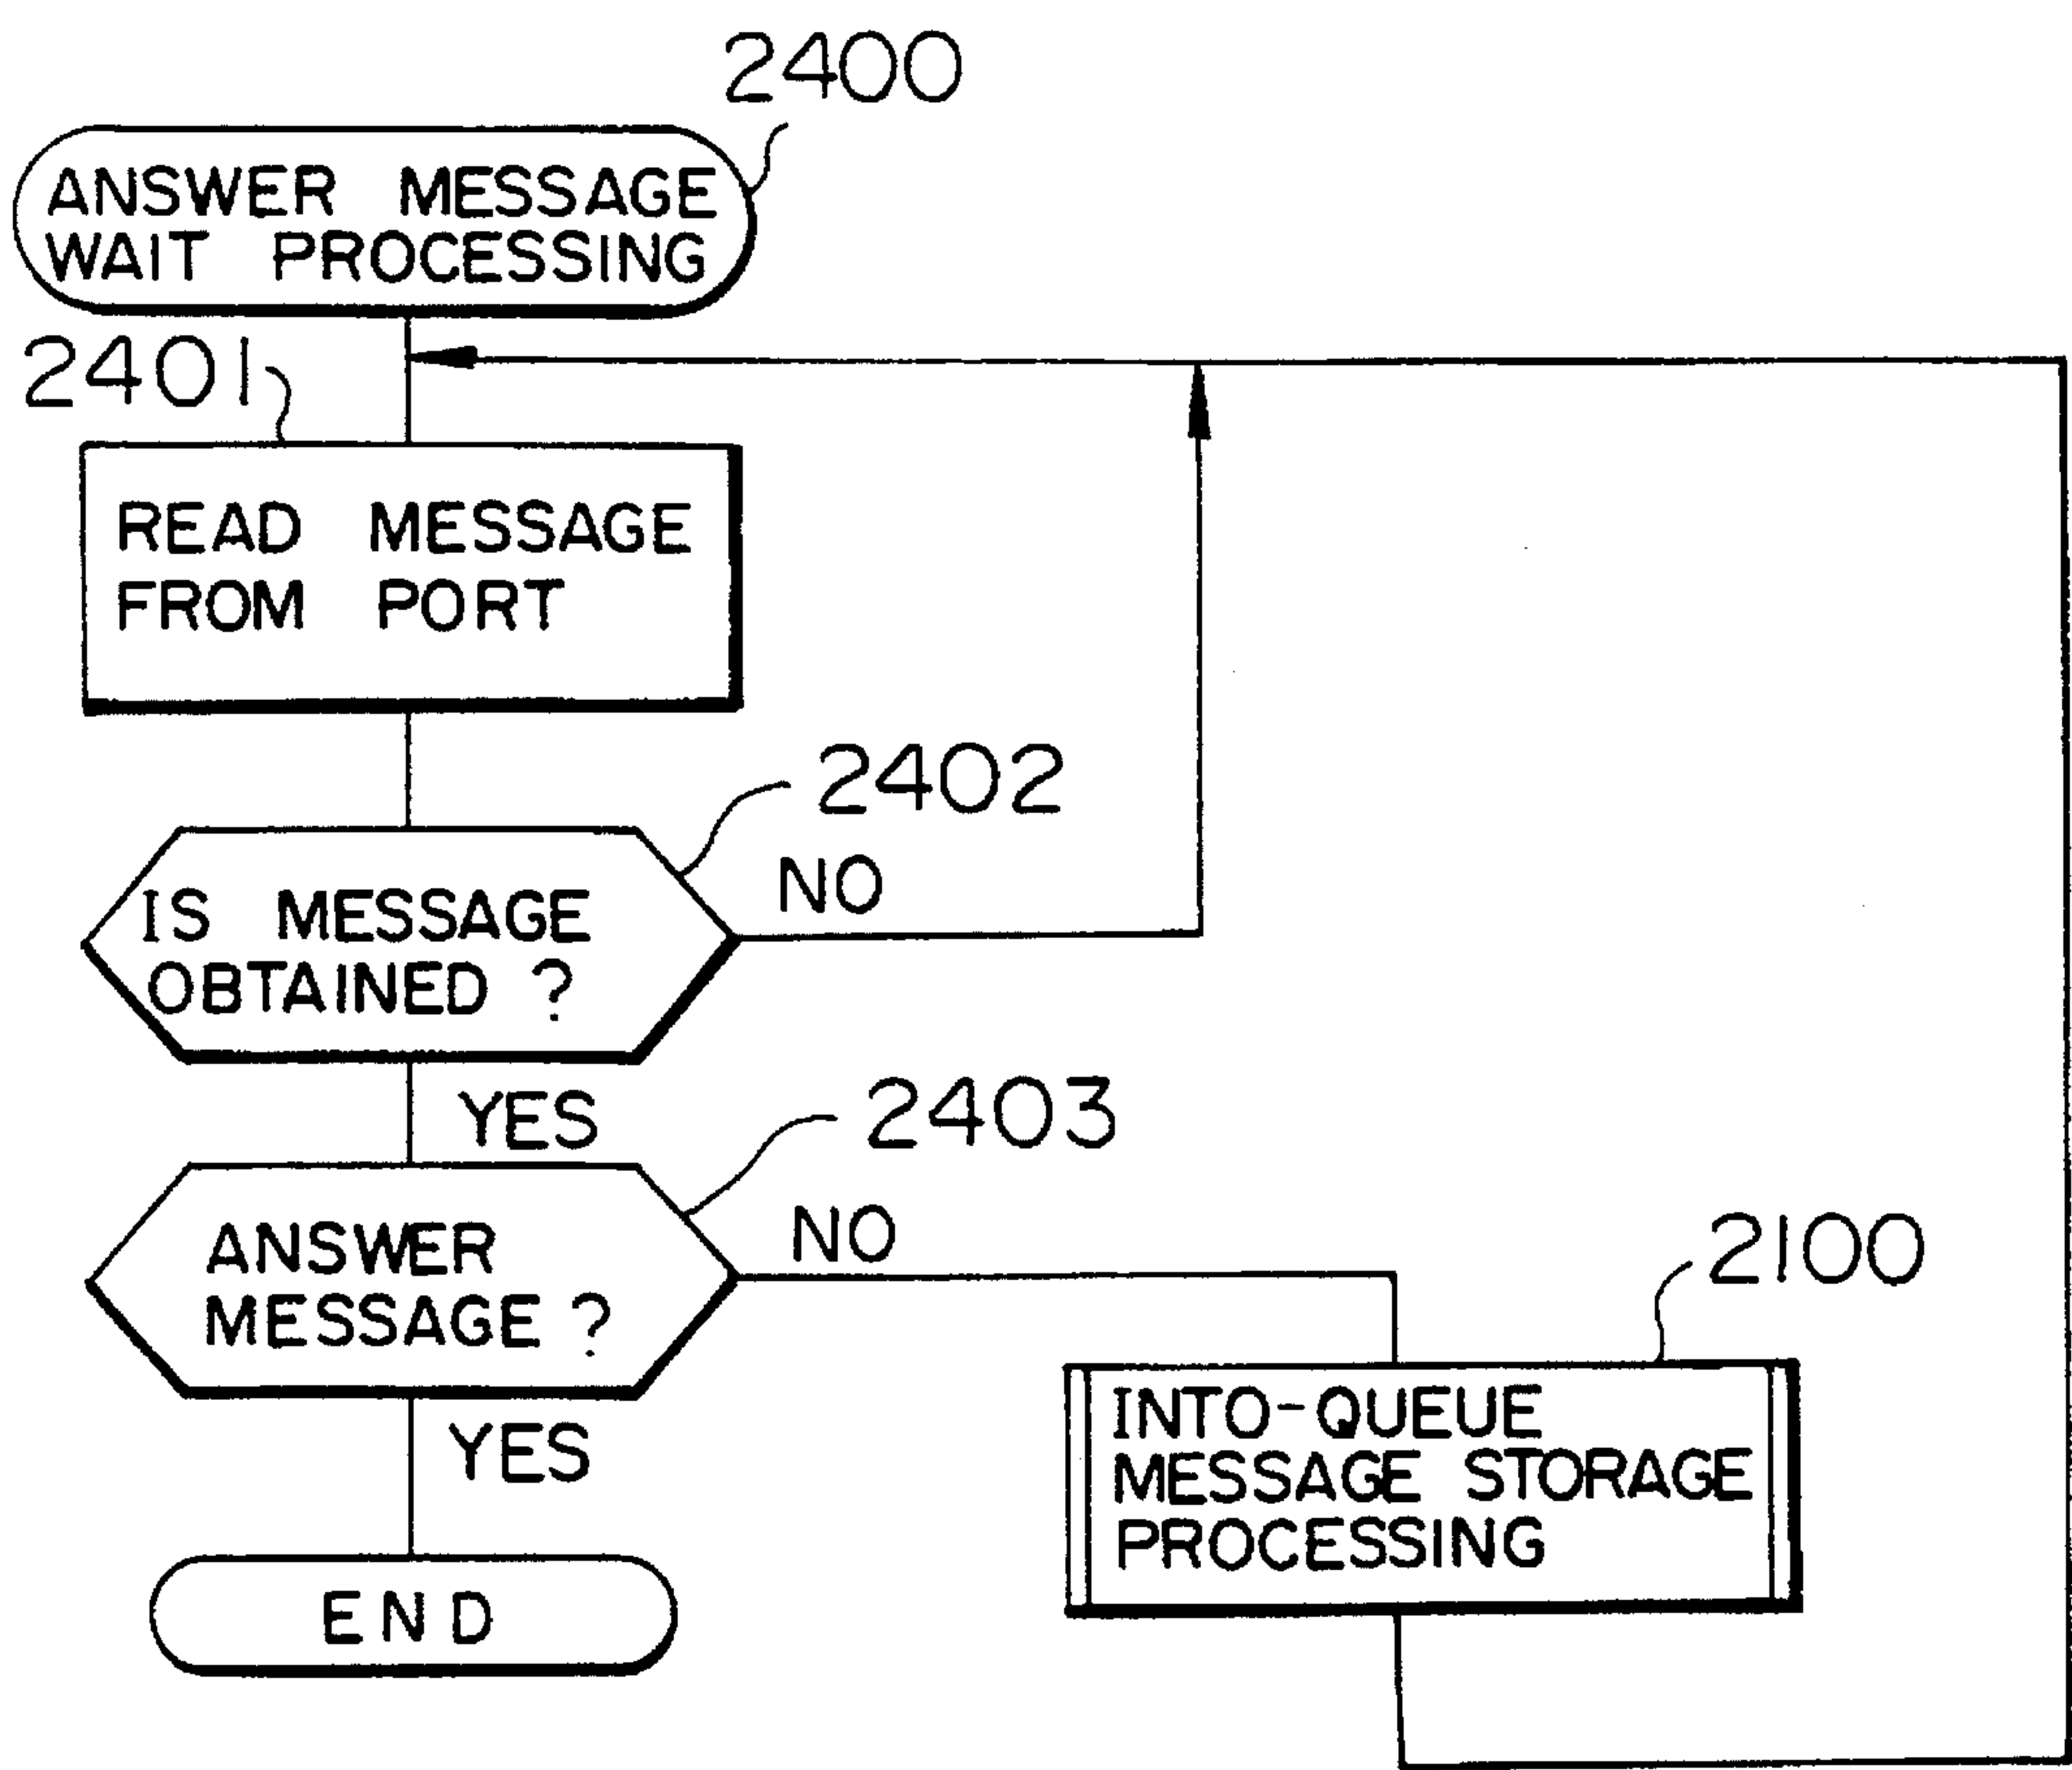 2400
ANSWER MESSAGE
WAIT PROCESSING
2401
READ MESSAGE
FROM PORT
2402
NO
IS MESSAGE
OBTAINED ?
YES
2403
NO
ANSWER
MESSAGE ?
2100
INTO-QUEUE
MESSAGE STORAGE
PROCESSING
YES
END